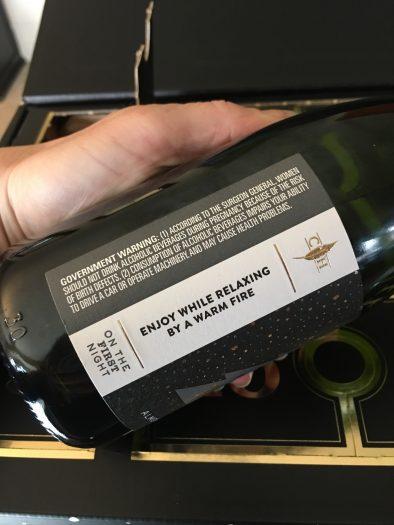 GOVERNMENT WARNING: (1) ACCORDING TO THE SURGEON GENERAL, WOMEN
SHOULD NOT DRINK ALCOHOLIC BEVERAGES DURING PREGNANCY BECAUSE OF THE RISK
OF BIRTH DEFECTS. (2) CONSUMPTION OF ALCOHOLIC BEVERAGES IMPAIRS YOUR ABILITY
TO DRIVE A CAR OR OPERATE MACHINERY AND MAY CAUSE HEALTH PROBLEMS.
ON THE
FIRST
NIGHT
ENJOY WHILE RELAXING
BY A WARM FIRE